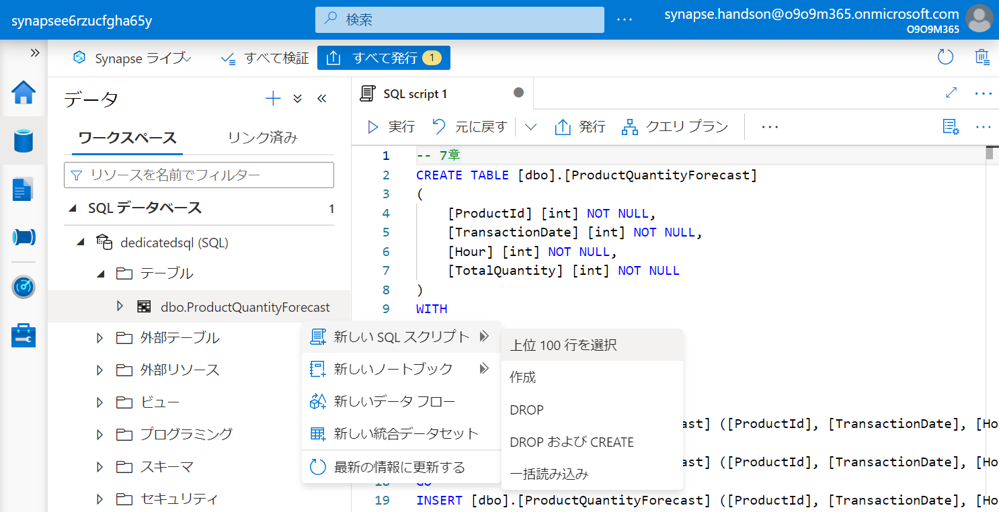 synapsee6rzucfgha65y
検索
synapse.handson@o9o9m365.onmicrosoft.com
O9O9M365
Synapse ライブ
すべて検証
すべて発行 1
データ
ワークスペース
リンク済み
リソースを名前でフィルター
SQL データベース 1
dedicatedsql (SQL)
テーブル
dbo.ProductQuantityForecast
外部テーブル
外部リソース
ビュー
プログラミング
スキーマ
セキュリティ
新しい SQL スクリプト
新しいノートブック
新しいデータ フロー
新しい統合データセット
最新の情報に更新する
上位 100 行を選択
作成
DROP
DROP および CREATE
一括読み込み
SQL script 1
実行
元に戻す
発行
クエリ プラン
1 -- 7章
2 CREATE TABLE [dbo].[ProductQuantityForecast]
3 (
4 [ProductId] [int] NOT NULL,
5 [TransactionDate] [int] NOT NULL,
6 [Hour] [int] NOT NULL,
7 [TotalQuantity] [int] NOT NULL
8 )
9 WITH
ast] ([ProductId], [TransactionDate], [Ho
ast] ([ProductId], [TransactionDate], [Ho
18 GO
19 INSERT [dbo].[ProductQuantityForecast] ([ProductId], [TransactionDate], [Ho